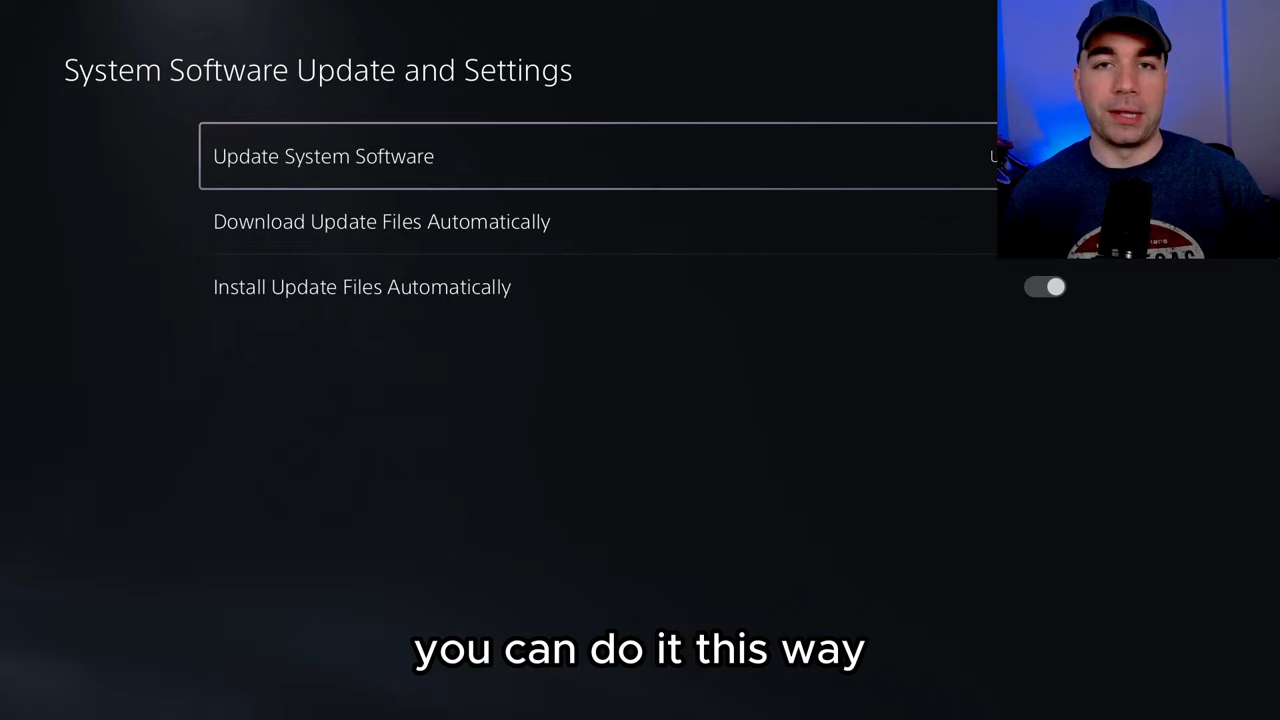 System Software Update and Settings
Update System Software
Download Update Files Automatically
Install Update Files Automatically
you can do it this way